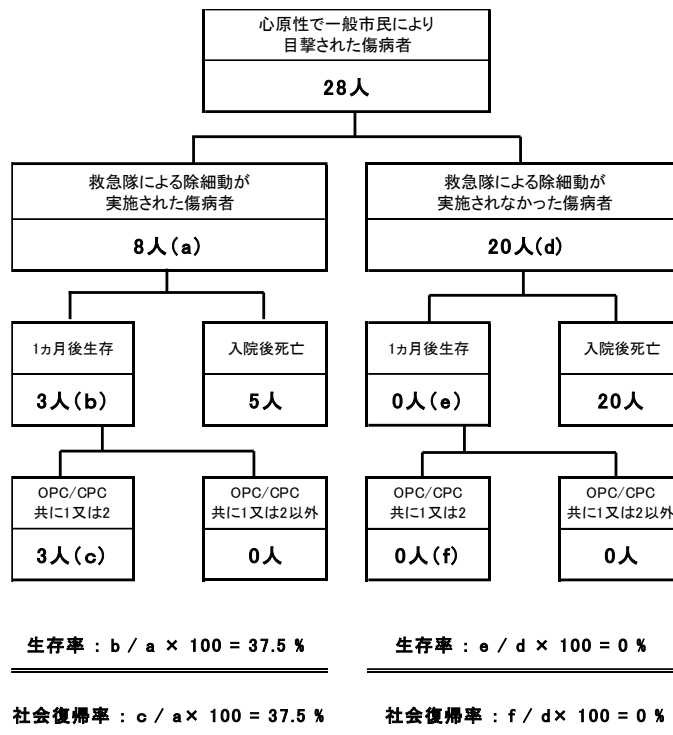 心原性で一般市民により
目撃された傷病者
28人
救急隊による除細動が
実施された傷病者
8人(a)
救急隊による除細動が
実施されなかった傷病者
20人(d)
1ヵ月後生存
3人(b)
入院後死亡
5人
1ヵ月後生存
0人(e)
入院後死亡
20人
OPC/CPC
共に1又は2
3人(c)
OPC/CPC
共に1又は2以外
0人
OPC/CPC
共に1又は2
0人(f)
OPC/CPC
共に1又は2以外
0人
生存率 : b / a × 100 = 37.5 %
生存率 : e / d × 100 = 0 %
社会復帰率 : c / a× 100 = 37.5 %
社会復帰率 : f / d× 100 = 0 %